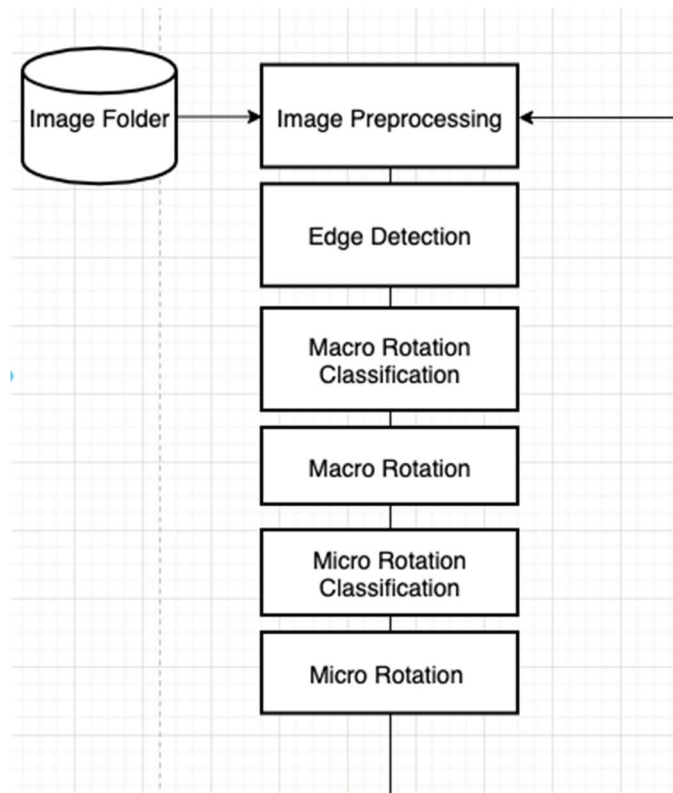 Image Folder
Image Preprocessing
Edge Detection
Macro Rotation
Classification
Macro Rotation
Micro Rotation
Classification
Micro Rotation